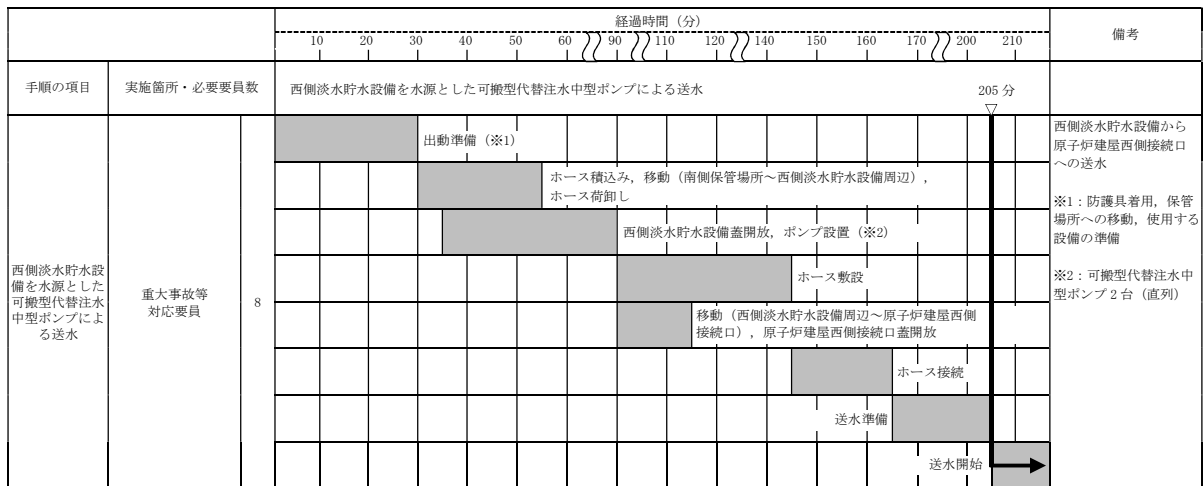 経過時間（分）
備考
10 20 30 40 50 60 90 110 120 140 150 160 170 200 210
手順の項目 実施箇所・必要要員数 西側淡水貯水設備を水源とした可搬型代替注水中型ポンプによる送水 205 分
▽
西側淡水貯水設
備を水源とした
可搬型代替注水
中型ポンプによ
る送水
重大事故等
対応要員
8
出動準備（※1）
ホース積込み，移動（南側保管場所～西側淡水貯水設備周辺），
ホース荷卸し
西側淡水貯水設備蓋開放，ポンプ設置（※2）
ホース敷設
移動（西側淡水貯水設備周辺～原子炉建屋西側
接続口），原子炉建屋西側接続口蓋開放
ホース接続
送水準備
送水開始
西側淡水貯水設備から
原子炉建屋西側接続口
への送水
※1：防護具着用，保管
場所への移動，使用する
設備の準備
※2：可搬型代替注水中
型ポンプ 2 台（直列）